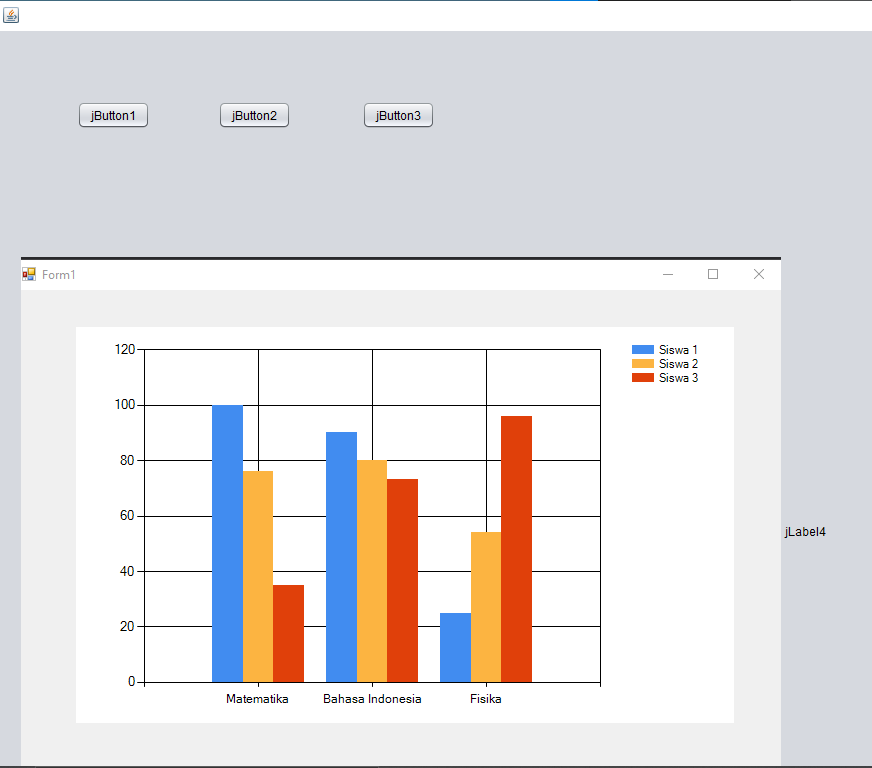 jButton1 jButton2 jButton3
Form1
120
100
80
60
40
20
0
Matematika Bahasa Indonesia Fisika
Siswa 1
Siswa 2
Siswa 3
jLabel4